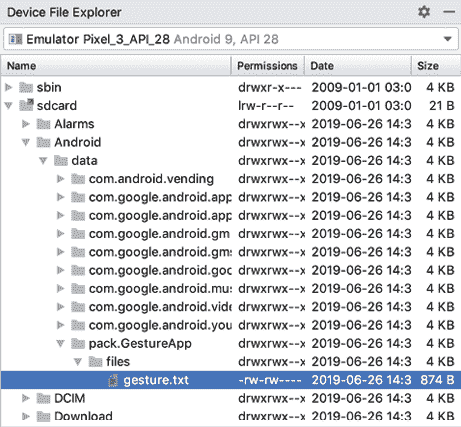 Device File Explorer
Emulator Pixel_3_API_28 Android 9, API 28
Name Permissions Date Size
sbin drwxr-x--- 2009-01-01 03:0 4 KB
sdcard lrw-r--r-- 2009-01-01 03:0 21 B
Alarms drwxrwx--x 2019-06-26 14:3 4 KB
Android drwxrwx--x 2019-06-26 14:3 4 KB
data drwxrwx--x 2019-06-26 14:3 4 KB
com.android.vending drwxrwx--x 2019-06-26 14:3 4 KB
com.google.android.app drwxrwx--x 2019-06-26 14:3 4 KB
com.google.android.app drwxrwx--x 2019-06-26 14:3 4 KB
com.google.android.gm drwxrwx--x 2019-06-26 14:3 4 KB
com.google.android.gms drwxrwx--x 2019-06-26 14:3 4 KB
com.google.android.goo drwxrwx--x 2019-06-26 14:3 4 KB
com.google.android.mus drwxrwx--x 2019-06-26 14:3 4 KB
com.google.android.vide drwxrwx--x 2019-06-26 14:3 4 KB
com.google.android.you drwxrwx--x 2019-06-26 14:3 4 KB
pack.GestureApp drwxrwx--x 2019-06-26 14:3 4 KB
files drwxrwx--x 2019-06-26 14:3 4 KB
gesture.txt -rw-rw---- 2019-06-26 14:3 874 B
DCIM drwxrwx--x 2019-06-26 14:3 4 KB
Download drwxrwx--x 2019-06-26 14:3 4 KB